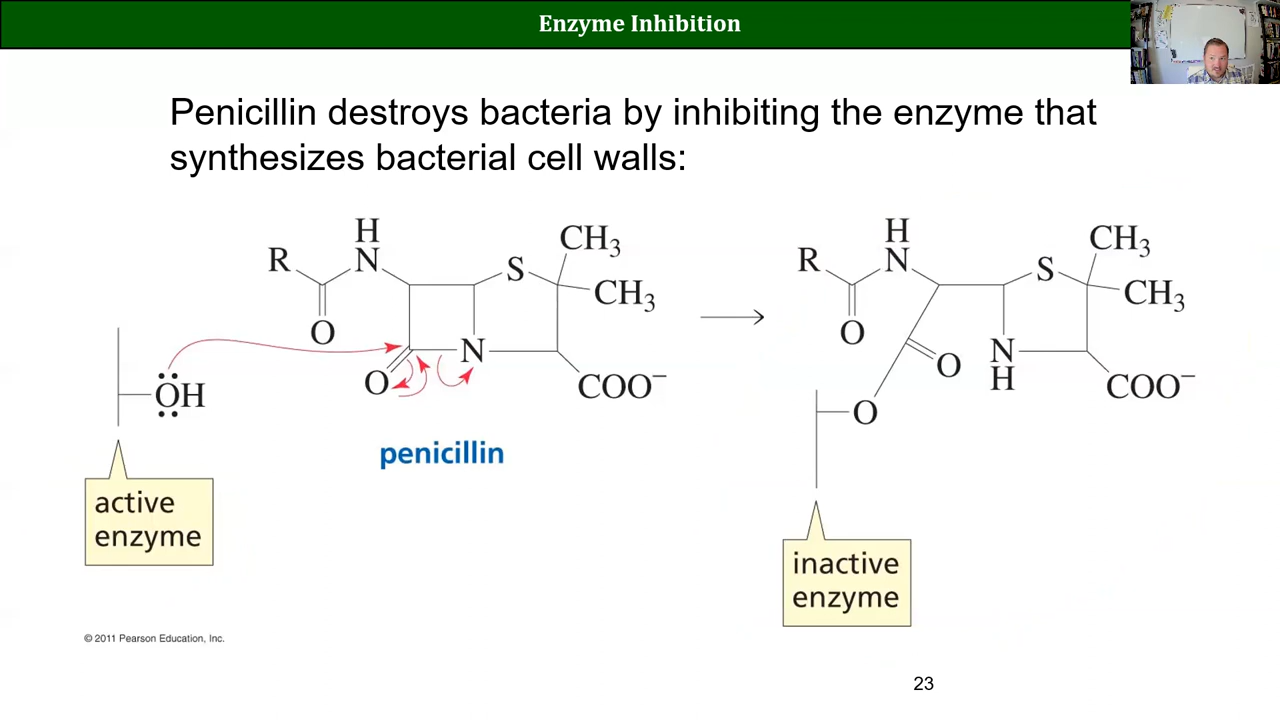 Enzyme Inhibition
Penicillin destroys bacteria by inhibiting the enzyme that
synthesizes bacterial cell walls:
H
R
N
S
CH₃
CH₃
O
O
N
COO⁻
ÖH
penicillin
active
enzyme
H
R
N
S
CH₃
CH₃
O
O
N
H
COO⁻
O
inactive
enzyme
© 2011 Pearson Education, Inc.
23